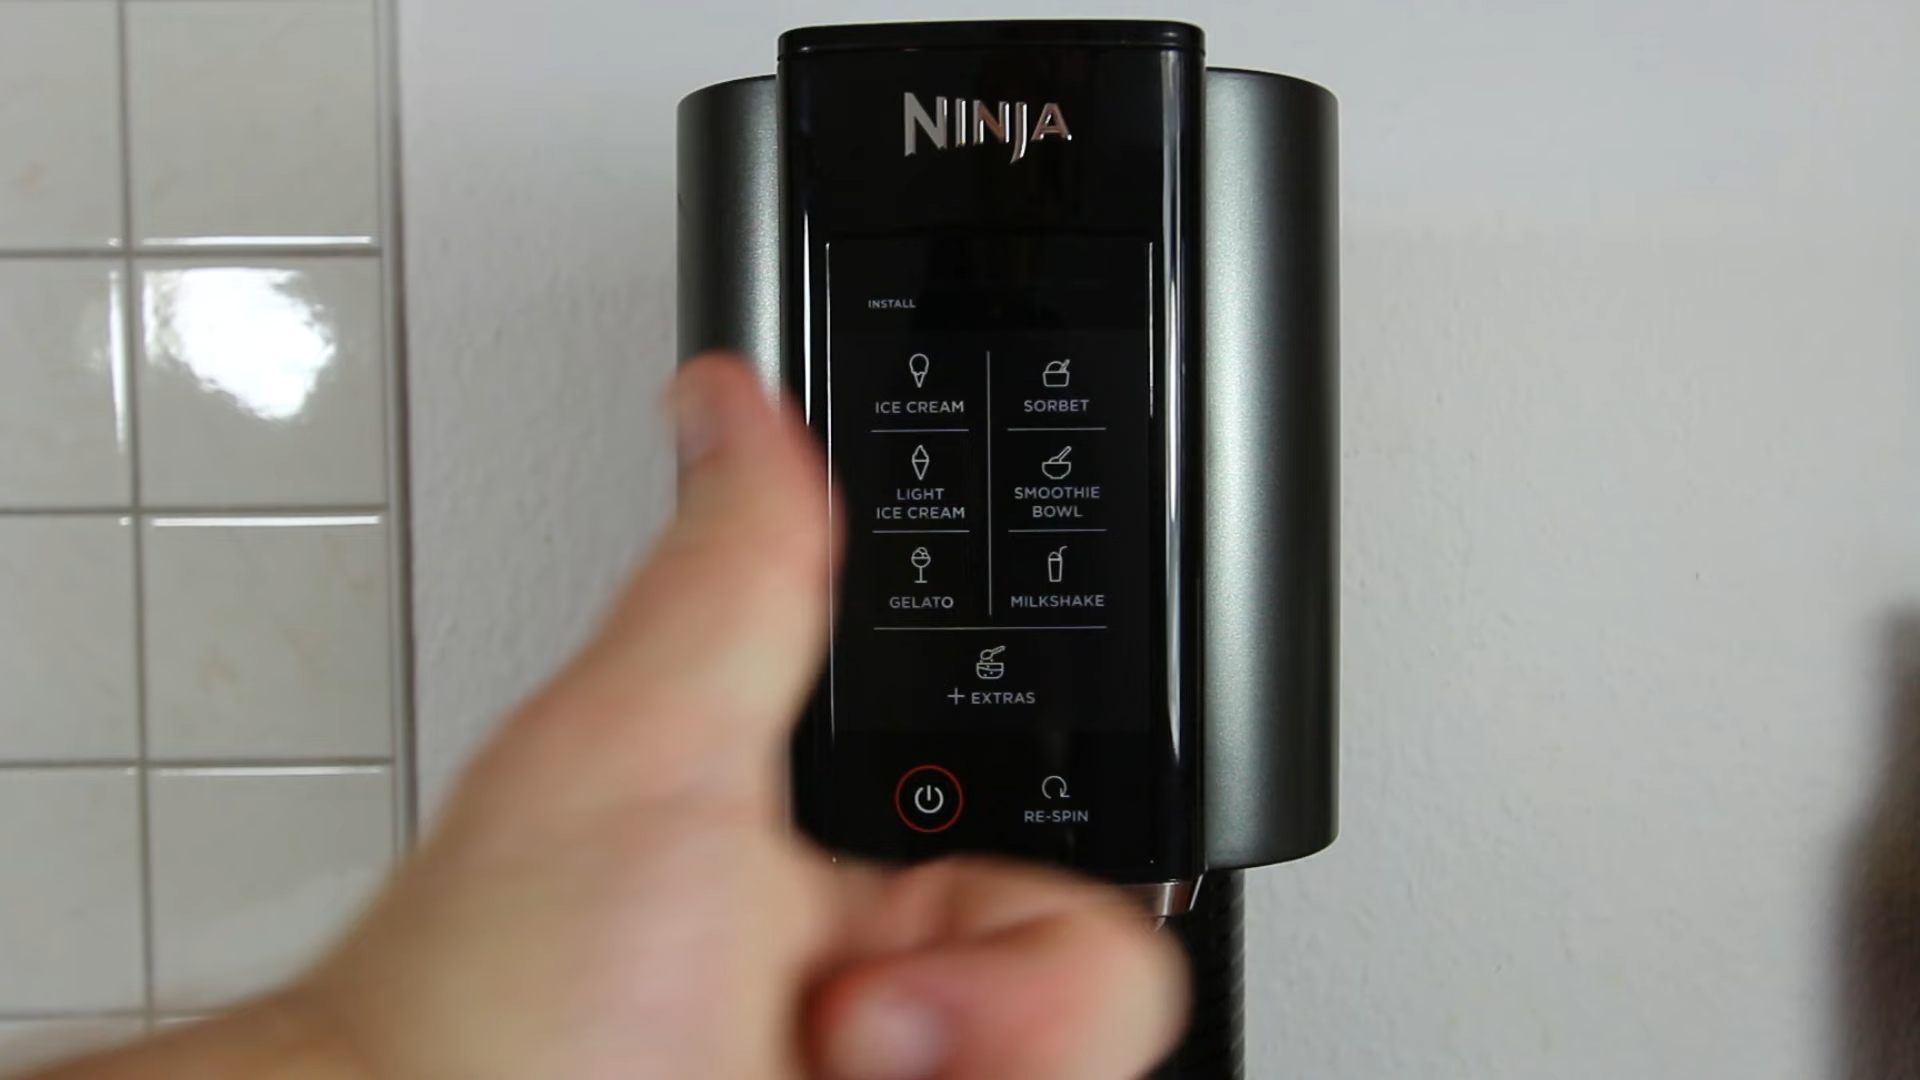 NINJA
INSTALL
ICE CREAM
SORBET
LIGHT
ICE CREAM
SMOOTHIE
BOWL
GELATO
MILKSHAKE
+ EXTRAS
RE-SPIN